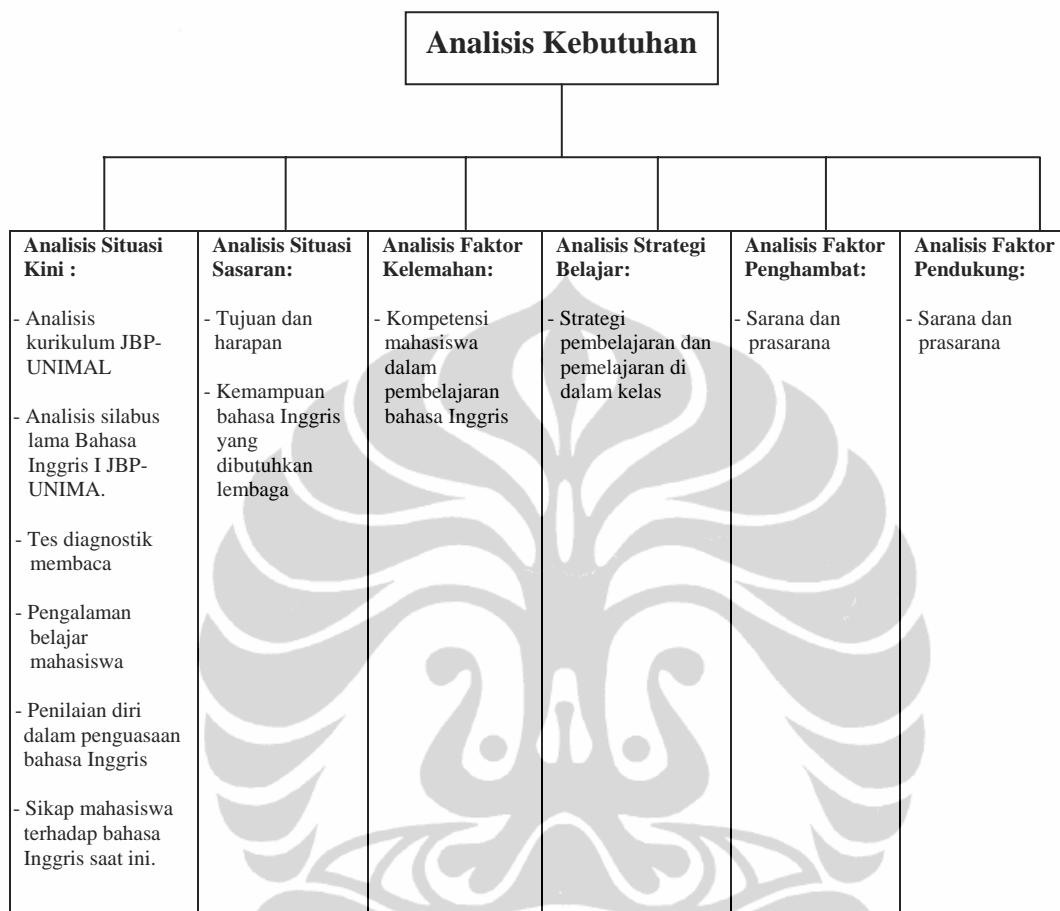 Analisis Kebutuhan
Analisis Situasi
Kini :
- Analisis
kurikulum JBP-
UNIMAL
- Analisis silabus
lama Bahasa
Inggris I JBP-
UNIMA.
- Tes diagnostik
membaca
- Pengalaman
belajar
mahasiswa
- Penilaian diri
dalam penguasaan
bahasa Inggris
- Sikap mahasiswa
terhadap bahasa
Inggris saat ini.
Analisis Situasi
Sasaran:
- Tujuan dan
harapan
- Kemampuan
bahasa Inggris
yang
dibutuhkan
lembaga
Analisis Faktor
Kelemahan:
- Kompetensi
mahasiswa
dalam
pembelajaran
bahasa Inggris
Analisis Strategi
Belajar:
- Strategi
pembelajaran dan
pemelajaran di
dalam kelas
Analisis Faktor
Penghambat:
- Sarana dan
prasarana
Analisis Faktor
Pendukung:
- Sarana dan
prasarana